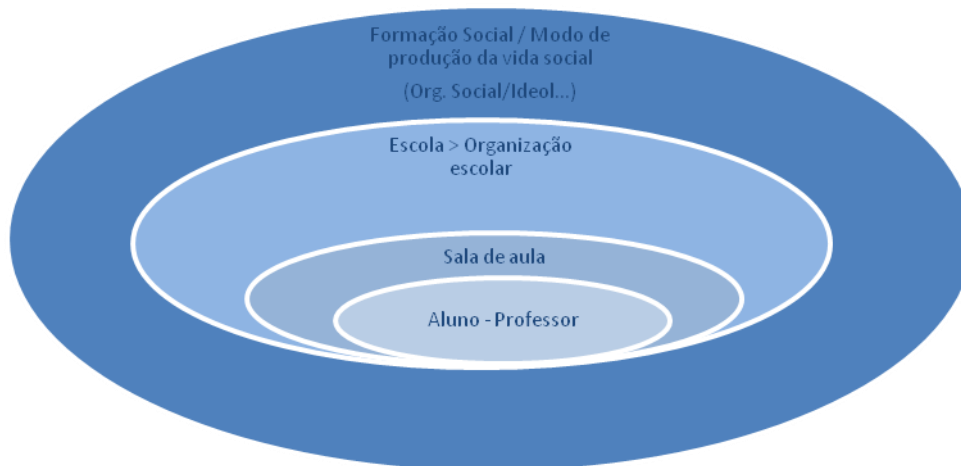 Formação Social / Modo de
produção da vida social
(Org. Social/Ideol...)
Escola > Organização
escolar
Sala de aula
Aluno - Professor